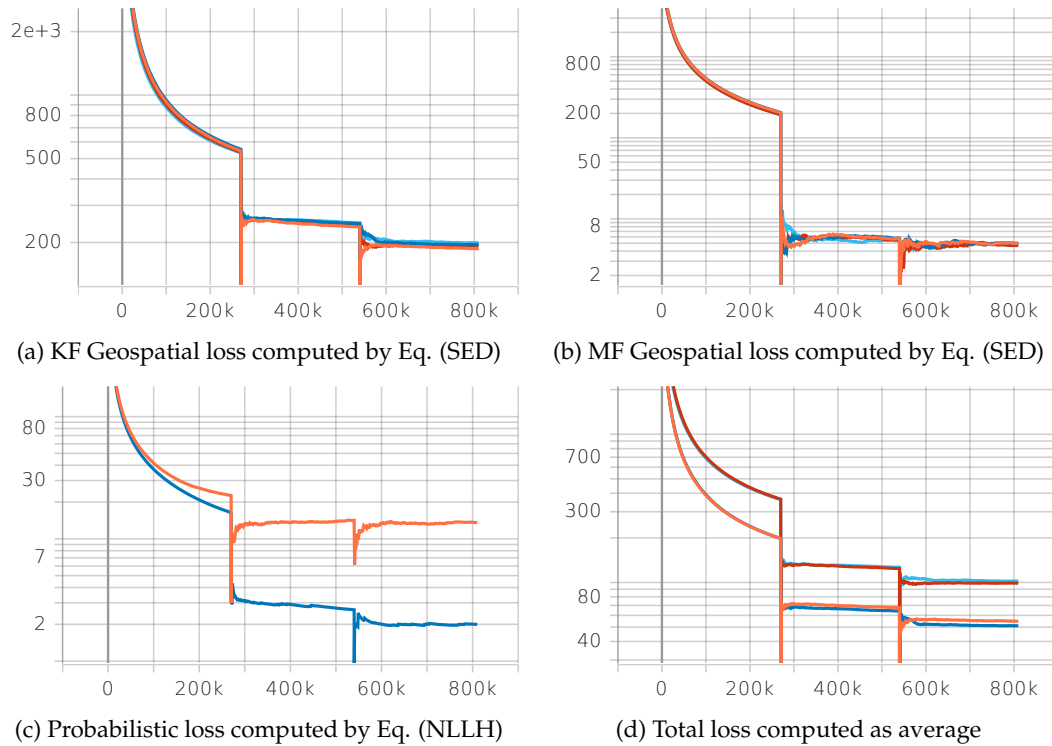 2e+3
800
500
200
0 200k 400k 600k 800k
(a) KF Geospatial loss computed by Eq. (SED)
800
200
50
8
2
0 200k 400k 600k 800k
(b) MF Geospatial loss computed by Eq. (SED)
80
30
7
2
0 200k 400k 600k 800k
(c) Probabilistic loss computed by Eq. (NLLH)
700
300
80
40
0 200k 400k 600k 800k
(d) Total loss computed as average